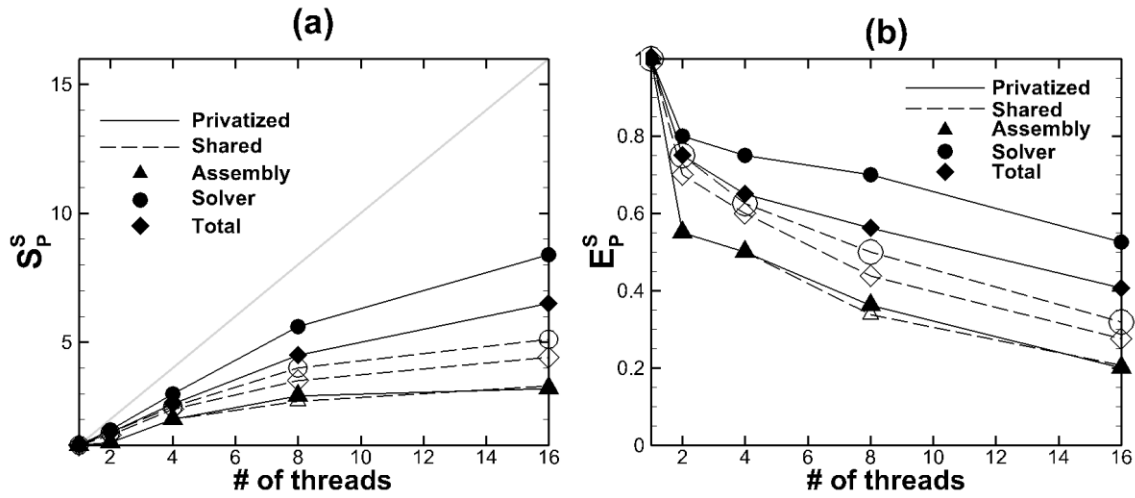 (a)
15
10
5
S_P^S
Privatized
Shared
Assembly
Solver
Total
2 4 6 8 10 12 14 16
# of threads
(b)
1
0.8
0.6
0.4
0.2
0
E_P^S
Privatized
Shared
Assembly
Solver
Total
2 4 6 8 10 12 14 16
# of threads